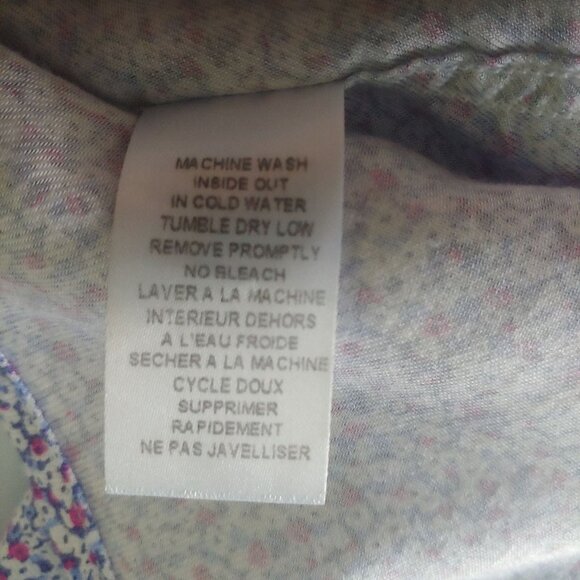 MACHINE WASH
INSIDE OUT
IN COLD WATER
TUMBLE DRY LOW
REMOVE PROMPTLY
NO BLEACH
LAVER A LA MACHINE
INTERIEUR DEHORS
A L'EAU FROIDE
SECHER A LA MACHINE
CYCLE DOUX
SUPPRIMER
RAPIDEMENT
NE PAS JAVELLISER